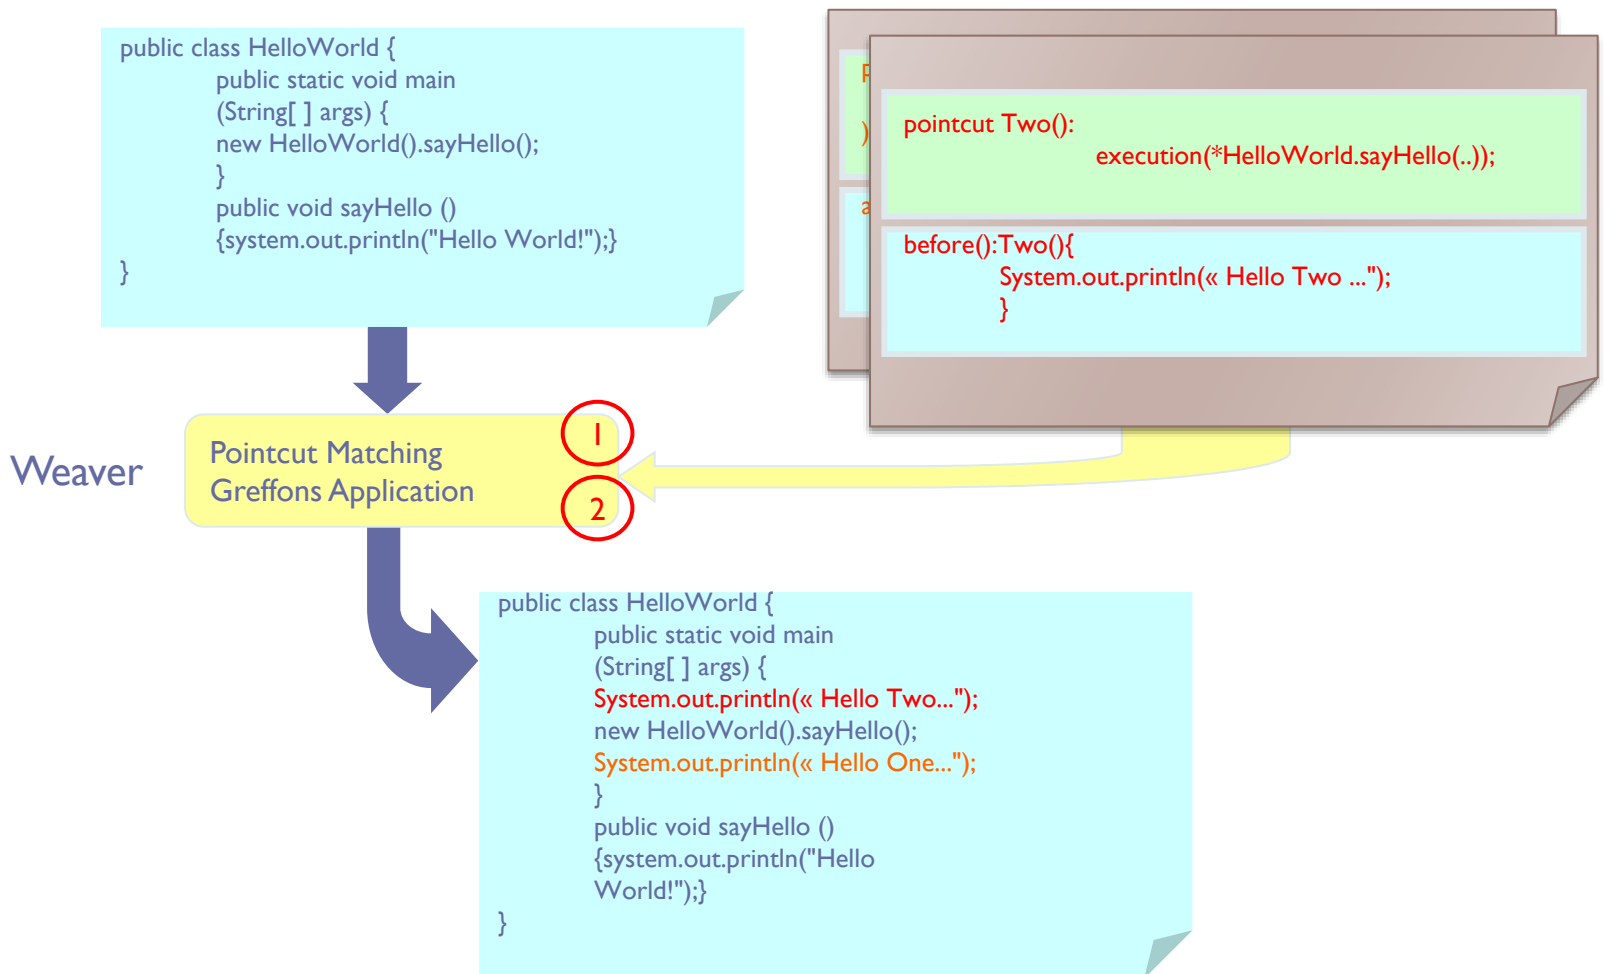 public class HelloWorld {
public static void main
(String[ ] args) {
new HelloWorld().sayHello();
}
public void sayHello ()
{system.out.println("Hello World!");}
}
pointcut Two():
execution(*HelloWorld.sayHello(..));
before():Two(){
System.out.println(« Hello Two ...");
}
)
a
Weaver
Pointcut Matching
Greffons Application
1
2
public class HelloWorld {
public static void main
(String[ ] args) {
System.out.println(« Hello Two...");
new HelloWorld().sayHello();
System.out.println(« Hello One...");
}
public void sayHello ()
{system.out.println("Hello
World!");}
}